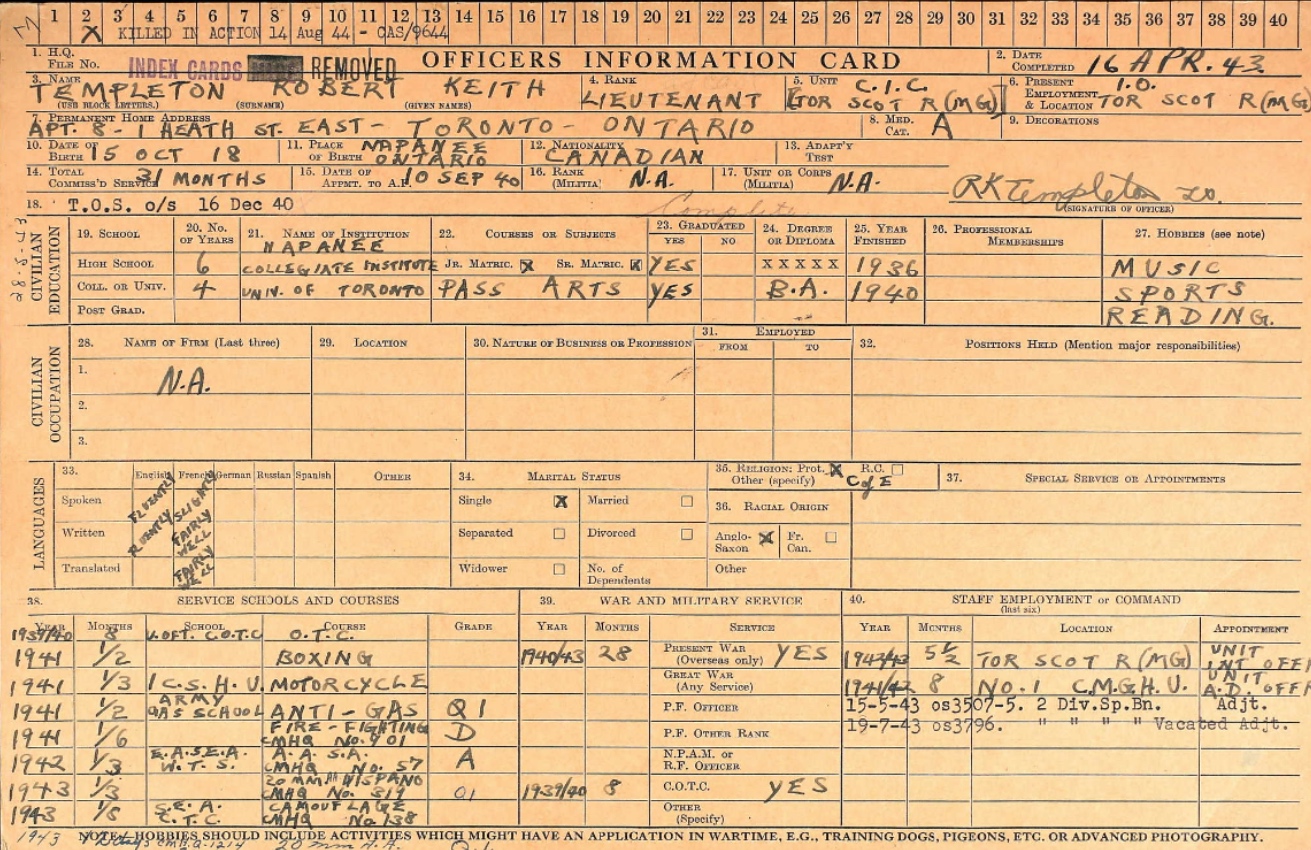 1 2 3 4 5 6 7 8 9 10 11 12 13 14 15 16 17 18 19 20 21 22 23 24 25 26 27 28 29 30 31 32 33 34 35 36 37 38 39 40
X KILLED IN ACTION 14 Aug 44 - CAS/9644
1. H.Q. FILE No. INDEX CARDS REMOVED OFFICERS INFORMATION CARD 2. DATE COMPLETED 16 APR. 43
3. NAME TEMPLETON ROBERT KEITH 4. RANK LIEUTENANT 5. UNIT C.I.C. [TOR SCOT R (MG)] 6. PRESENT EMPLOYMENT & LOCATION I.O. TOR SCOT R (MG)
(USE BLOCK LETTERS.) (SURNAME) (GIVEN NAMES)
7. PERMANENT HOME ADDRESS APT. 8 - 1 HEATH ST. EAST - TORONTO - ONTARIO 8. MED. CAT. A 9. DECORATIONS
10. DATE OF BIRTH 15 OCT 18 11. PLACE OF BIRTH NAPANEE ONTARIO 12. NATIONALITY CANADIAN 13. ADAPT'Y TEST
14. TOTAL COMMISS'D SERVICE 31 MONTHS 15. DATE OF APPMT. TO A.F. 10 SEP 40 16. RANK (MILITIA) N.A. 17. UNIT OR CORPS (MILITIA) N.A. RKTempleton Lt.
(SIGNATURE OF OFFICER)
18. T.O.S. o/s 16 Dec 40 Complete
CIVILIAN EDUCATION
19. SCHOOL 20. No. OF YEARS 21. NAME OF INSTITUTION 22. COURSES OR SUBJECTS 23. GRADUATED YES NO 24. DEGREE OR DIPLOMA 25. YEAR FINISHED 26. PROFESSIONAL MEMBERSHIPS 27. HOBBIES (see note)
HIGH SCHOOL 6 NAPANEE COLLEGIATE INSTITUTE JR. MATRIC. X SR. MATRIC. X YES X X X X X 1936 MUSIC
COLL. OR UNIV. 4 UNIV. OF TORONTO PASS ARTS YES B.A. 1940 SPORTS
POST GRAD. READING.
CIVILIAN OCCUPATION
28. NAME OF FIRM (Last three) 29. LOCATION 30. NATURE OF BUSINESS OR PROFESSION 31. EMPLOYED FROM TO 32. POSITIONS HELD (Mention major responsibilities)
1. N.A.
2.
3.
LANGUAGES
33. English French German Russian Spanish OTHER 34. MARITAL STATUS 35. RELIGION: Prot. X R.C. 37. SPECIAL SERVICE OR APPOINTMENTS
Other (specify) C of E
Spoken FLUENTLY SLIGHTLY Single X Married 36. RACIAL ORIGIN
Written FLUENTLY FAIRLY WELL Separated Divorced Anglo-Saxon X Fr. Can.
Translated FAIRLY WELL Widower No. of Dependents Other
38. SERVICE SCHOOLS AND COURSES 39. WAR AND MILITARY SERVICE 40. STAFF EMPLOYMENT or COMMAND (last six)
YEAR MONTHS SCHOOL COURSE GRADE YEAR MONTHS SERVICE YEAR MONTHS LOCATION APPOINTMENT
1939/40 8 U. OF T. C.O.T.C. O.T.C.
1941 1/2 BOXING 1940/43 28 PRESENT WAR (Overseas only) YES 1942/43 5 1/2 TOR SCOT R (MG) UNIT INT OFF
1941 1/3 1 C.S.H.U. MOTORCYCLE GREAT WAR (Any Service) 1941/42 8 NO. 1 C.M.G.H.U. UNIT A.D. OFF
1941 1/2 ARMY GAS SCHOOL ANTI-GAS Q1 P.F. OFFICER 15-5-43 os3507-5. 2 Div.Sp.Bn. Adjt.
1941 1/6 FIRE-FIGHTING CMHQ No. 901 D P.F. OTHER RANK 19-7-43 os3796. " " " " Vacated Adjt.
1942 1/3 E.A.S.E.A. W.T.S. A.A.S.A. CMHQ No. 57 A N.P.A.M. OR R.F. OFFICER
1943 1/3 20 MM AA HISPANO CMHQ No. 319 Q1 1939/40 8 C.O.T.C. YES
1943 1/8 S.E.A. C.T.C CAMOUFLAGE CMHQ No 138 OTHER (Specify)
NOTE: HOBBIES SHOULD INCLUDE ACTIVITIES WHICH MIGHT HAVE AN APPLICATION IN WARTIME, E.G., TRAINING DOGS, PIGEONS, ETC. OR ADVANCED PHOTOGRAPHY.
1943 CMHQ-1214 20 mm A.A.